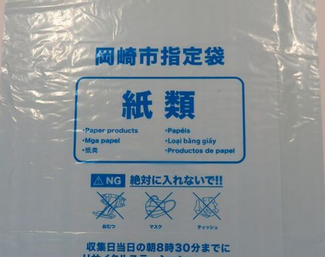 岡崎市指定袋
紙類
•Paper products •Papéis
•Mga papel •Loại bằng giấy
•纸类 •Productos de papel
⚠NG 絶対に入れないで!!
おむつ マスク ティッシュ
収集日当日の朝8時30分までに